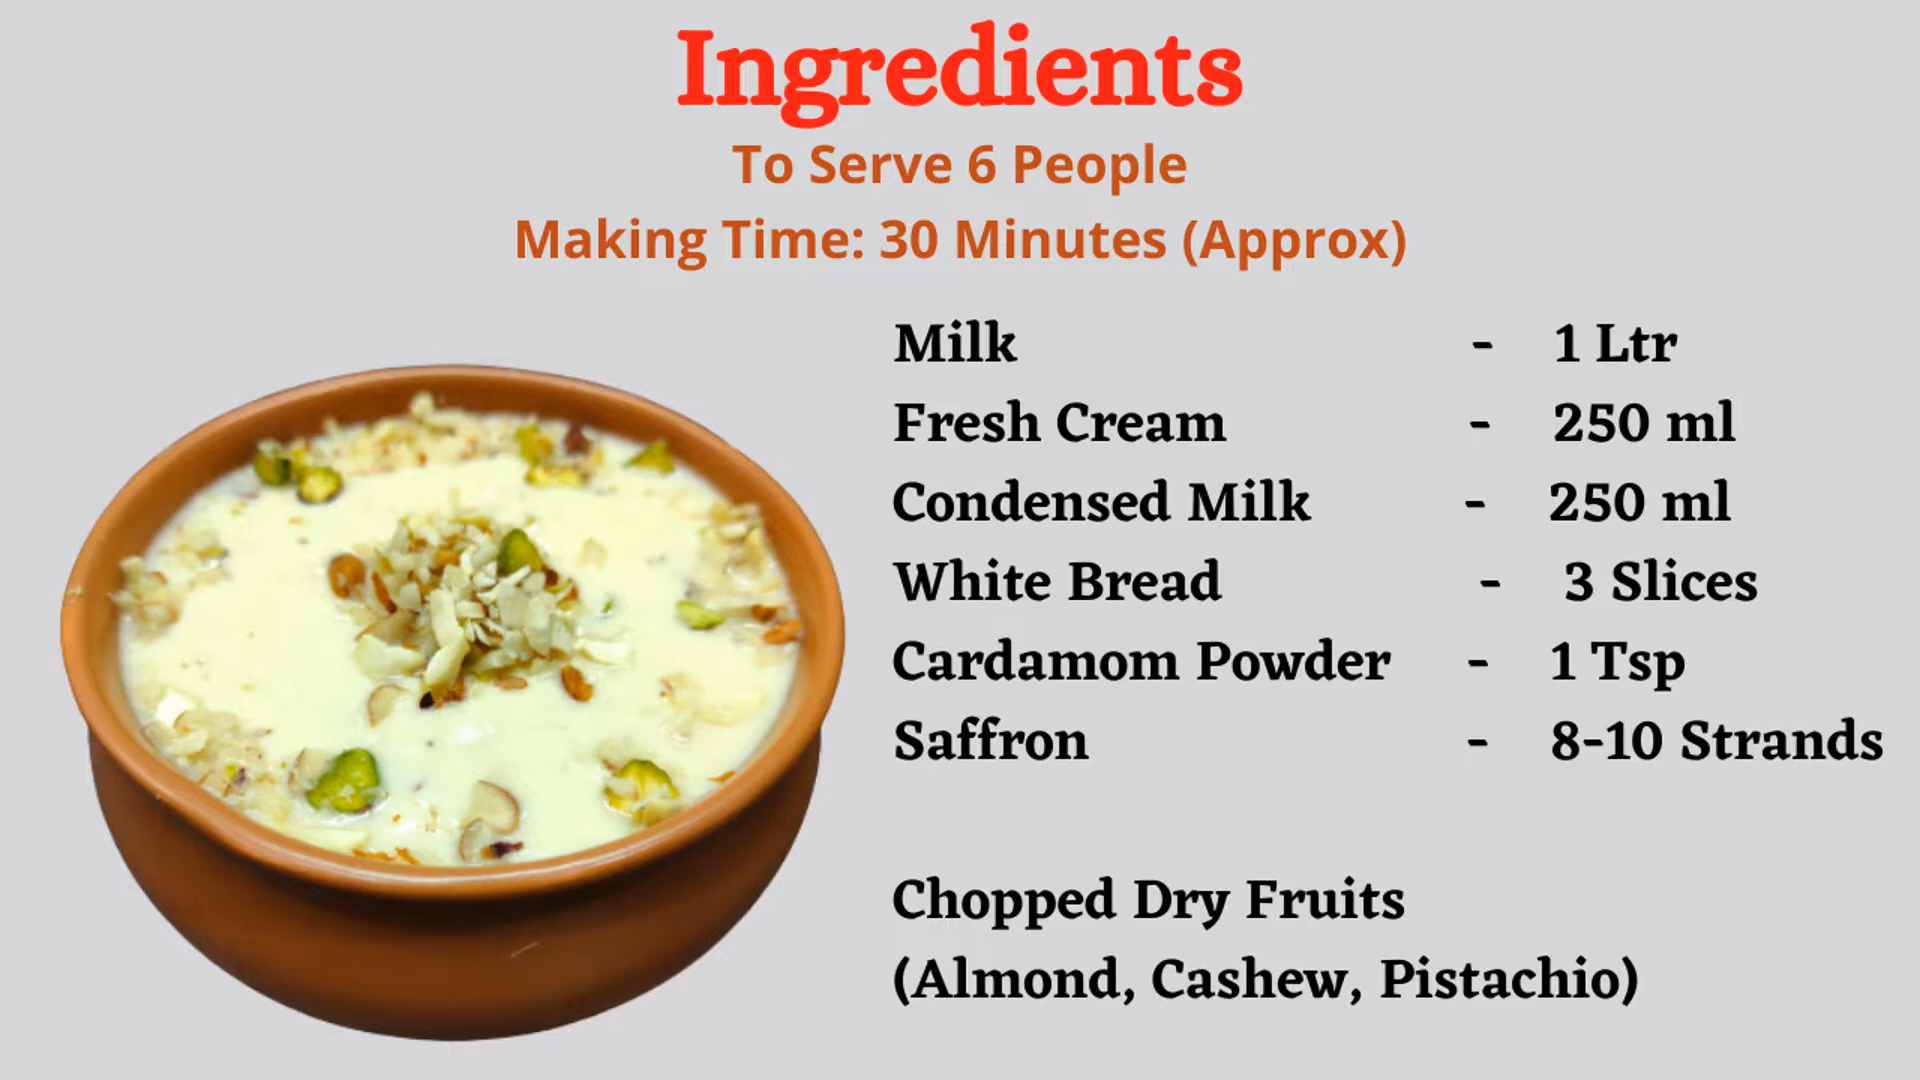 Ingredients
To Serve 6 People
Making Time: 30 Minutes (Approx)
Milk - 1 Ltr
Fresh Cream - 250 ml
Condensed Milk - 250 ml
White Bread - 3 Slices
Cardamom Powder - 1 Tsp
Saffron - 8-10 Strands
Chopped Dry Fruits
(Almond, Cashew, Pistachio)